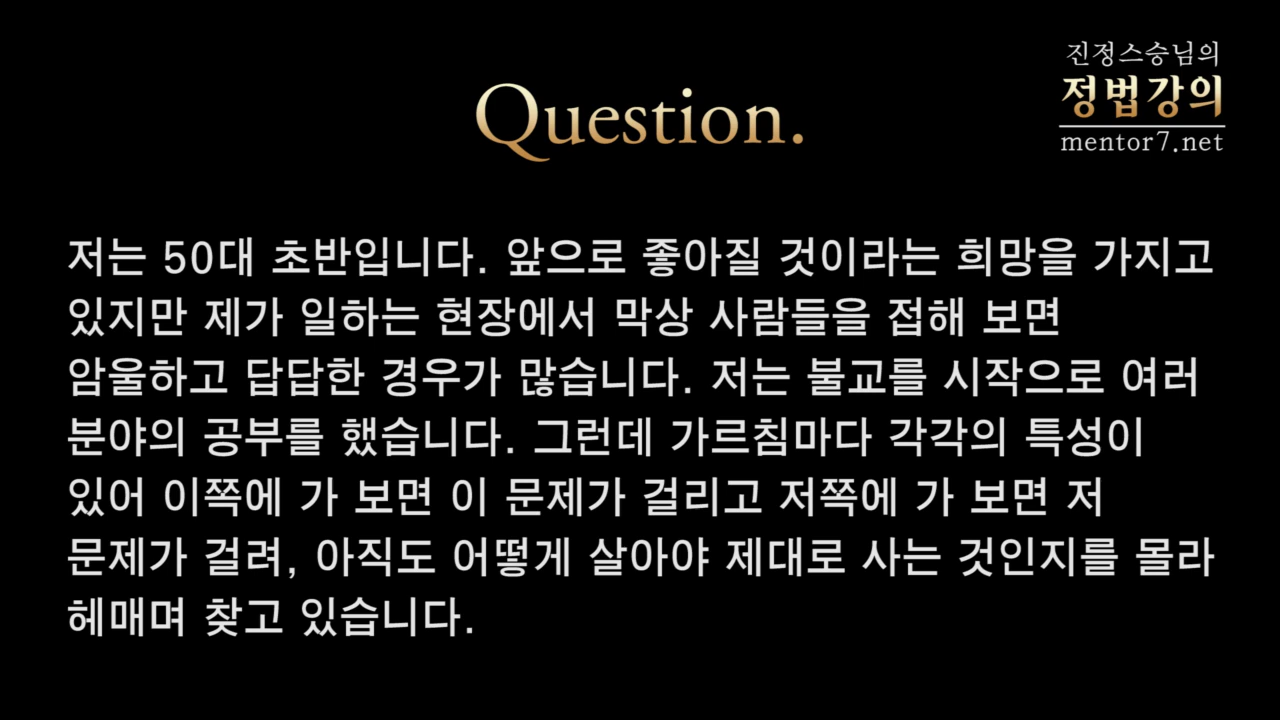 진정스승님의
정법강의
mentor7.net
Question.
저는 50대 초반입니다. 앞으로 좋아질 것이라는 희망을 가지고
있지만 제가 일하는 현장에서 막상 사람들을 접해 보면
암울하고 답답한 경우가 많습니다. 저는 불교를 시작으로 여러
분야의 공부를 했습니다. 그런데 가르침마다 각각의 특성이
있어 이쪽에 가 보면 이 문제가 걸리고 저쪽에 가 보면 저
문제가 걸려, 아직도 어떻게 살아야 제대로 사는 것인지를 몰라
헤매며 찾고 있습니다.